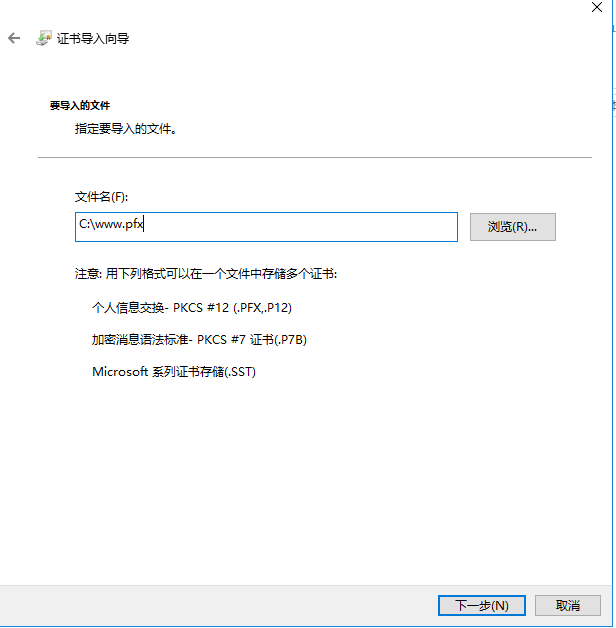 证书导入向导
要导入的文件
指定要导入的文件。
文件名(F):
C:\www.pfx
浏览(R)...
注意: 用下列格式可以在一个文件中存储多个证书:
个人信息交换- PKCS #12 (.PFX,.P12)
加密消息语法标准- PKCS #7 证书(.P7B)
Microsoft 系列证书存储(.SST)
下一步(N)
取消